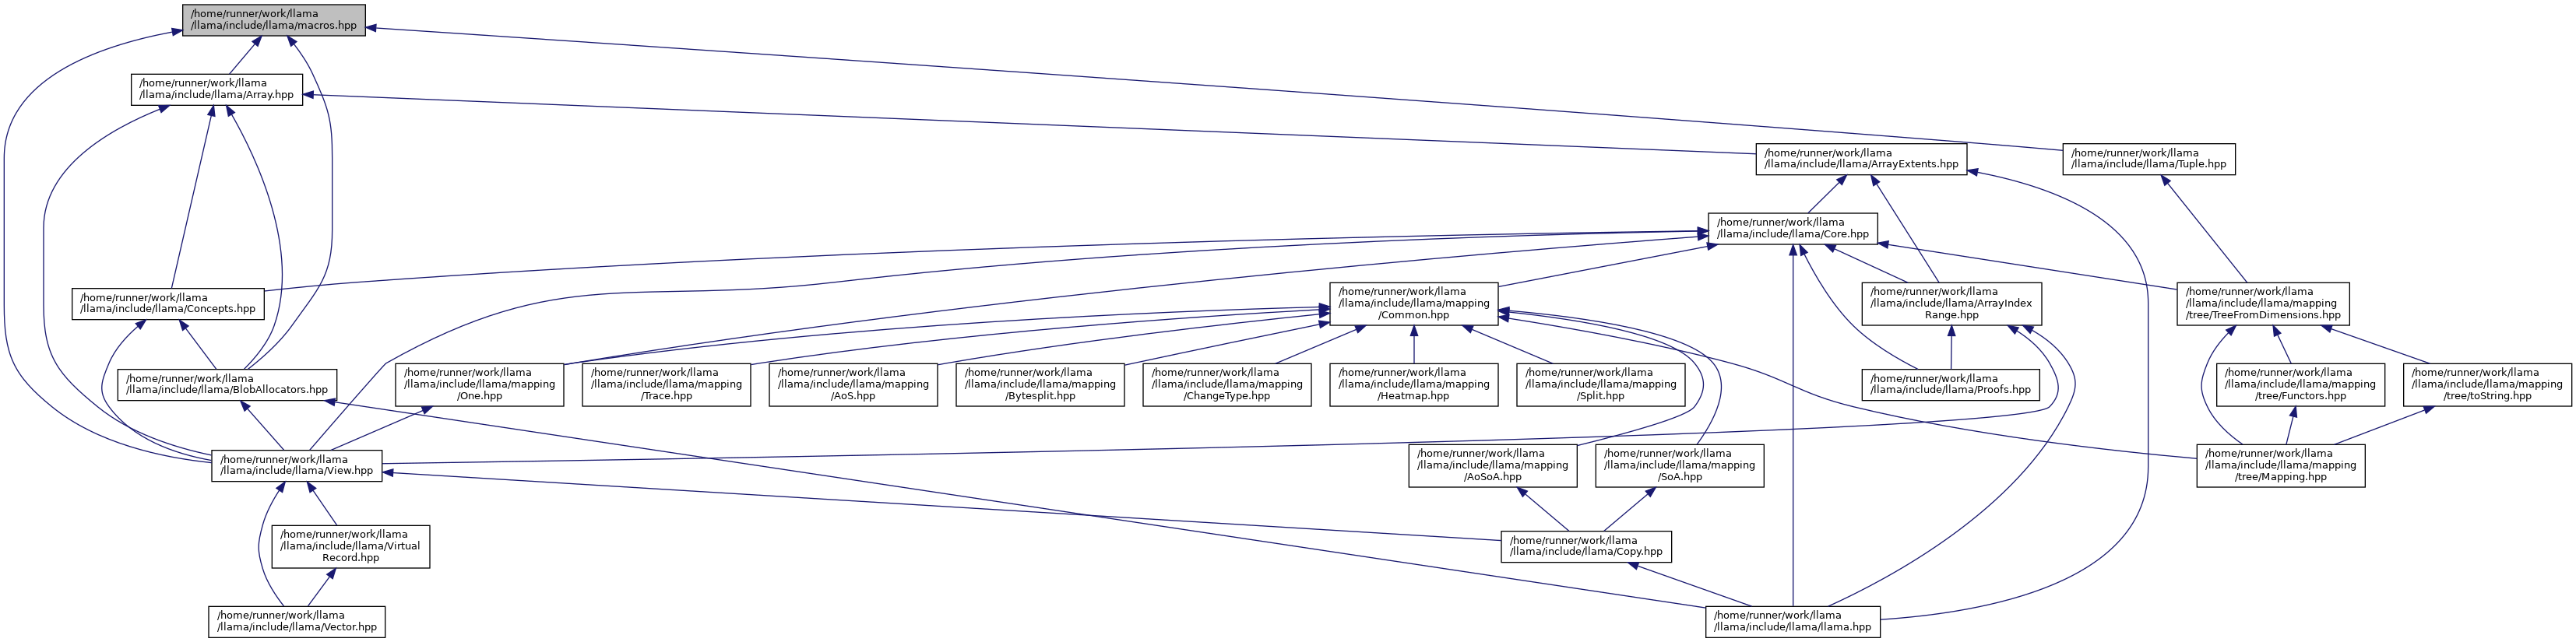 /home/runner/work/llama
/llama/include/llama/macros.hpp
/home/runner/work/llama
/llama/include/llama/Array.hpp
/home/runner/work/llama
/llama/include/llama/ArrayExtents.hpp
/home/runner/work/llama
/llama/include/llama/Tuple.hpp
/home/runner/work/llama
/llama/include/llama/Core.hpp
/home/runner/work/llama
/llama/include/llama/Concepts.hpp
/home/runner/work/llama
/llama/include/llama/mapping
/Common.hpp
/home/runner/work/llama
/llama/include/llama/ArrayIndex
Range.hpp
/home/runner/work/llama
/llama/include/llama/mapping
/tree/TreeFromDimensions.hpp
/home/runner/work/llama
/llama/include/llama/BlobAllocators.hpp
/home/runner/work/llama
/llama/include/llama/mapping
/One.hpp
/home/runner/work/llama
/llama/include/llama/mapping
/Trace.hpp
/home/runner/work/llama
/llama/include/llama/mapping
/AoS.hpp
/home/runner/work/llama
/llama/include/llama/mapping
/Bytesplit.hpp
/home/runner/work/llama
/llama/include/llama/mapping
/ChangeType.hpp
/home/runner/work/llama
/llama/include/llama/mapping
/Heatmap.hpp
/home/runner/work/llama
/llama/include/llama/mapping
/Split.hpp
/home/runner/work/llama
/llama/include/llama/Proofs.hpp
/home/runner/work/llama
/llama/include/llama/mapping
/tree/Functors.hpp
/home/runner/work/llama
/llama/include/llama/mapping
/tree/toString.hpp
/home/runner/work/llama
/llama/include/llama/View.hpp
/home/runner/work/llama
/llama/include/llama/mapping
/AoSoA.hpp
/home/runner/work/llama
/llama/include/llama/mapping
/SoA.hpp
/home/runner/work/llama
/llama/include/llama/mapping
/tree/Mapping.hpp
/home/runner/work/llama
/llama/include/llama/Virtual
Record.hpp
/home/runner/work/llama
/llama/include/llama/Copy.hpp
/home/runner/work/llama
/llama/include/llama/Vector.hpp
/home/runner/work/llama
/llama/include/llama/llama.hpp